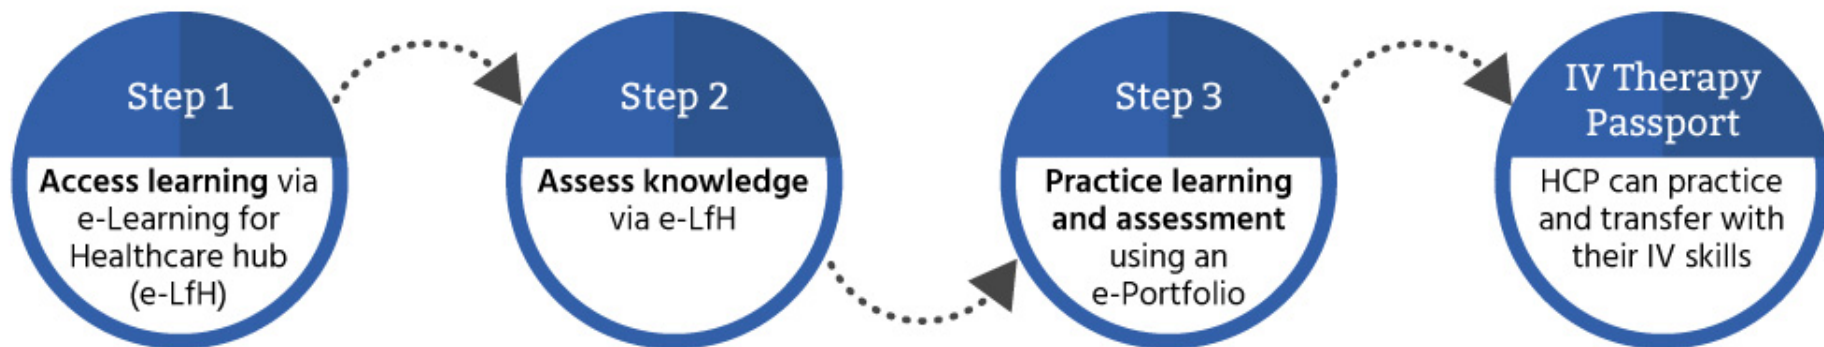 Step 1
Access learning via
e-Learning for
Healthcare hub
(e-LfH)
Step 2
Assess knowledge
via e-LfH
Step 3
Practice learning
and assessment
using an
e-Portfolio
IV Therapy
Passport
HCP can practice
and transfer with
their IV skills